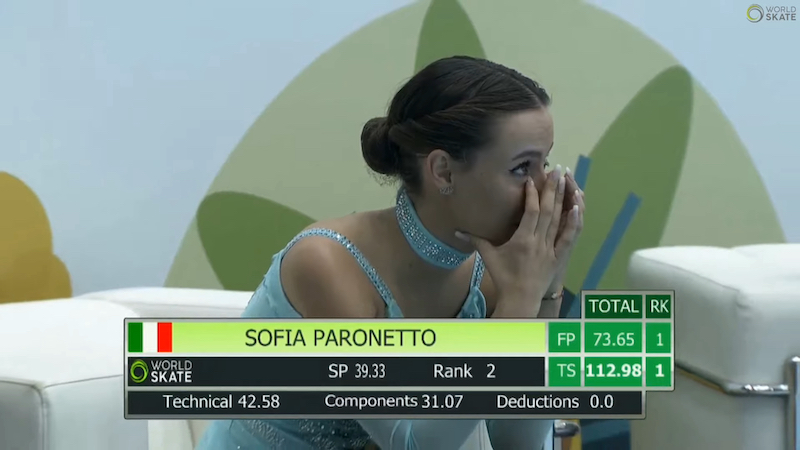 WORLD
SKATE
TOTAL RK
SOFIA PARONETTO FP 73.65 1
WORLD
SKATE SP 39.33 Rank 2 TS 112.98 1
Technical 42.58 Components 31.07 Deductions 0.0